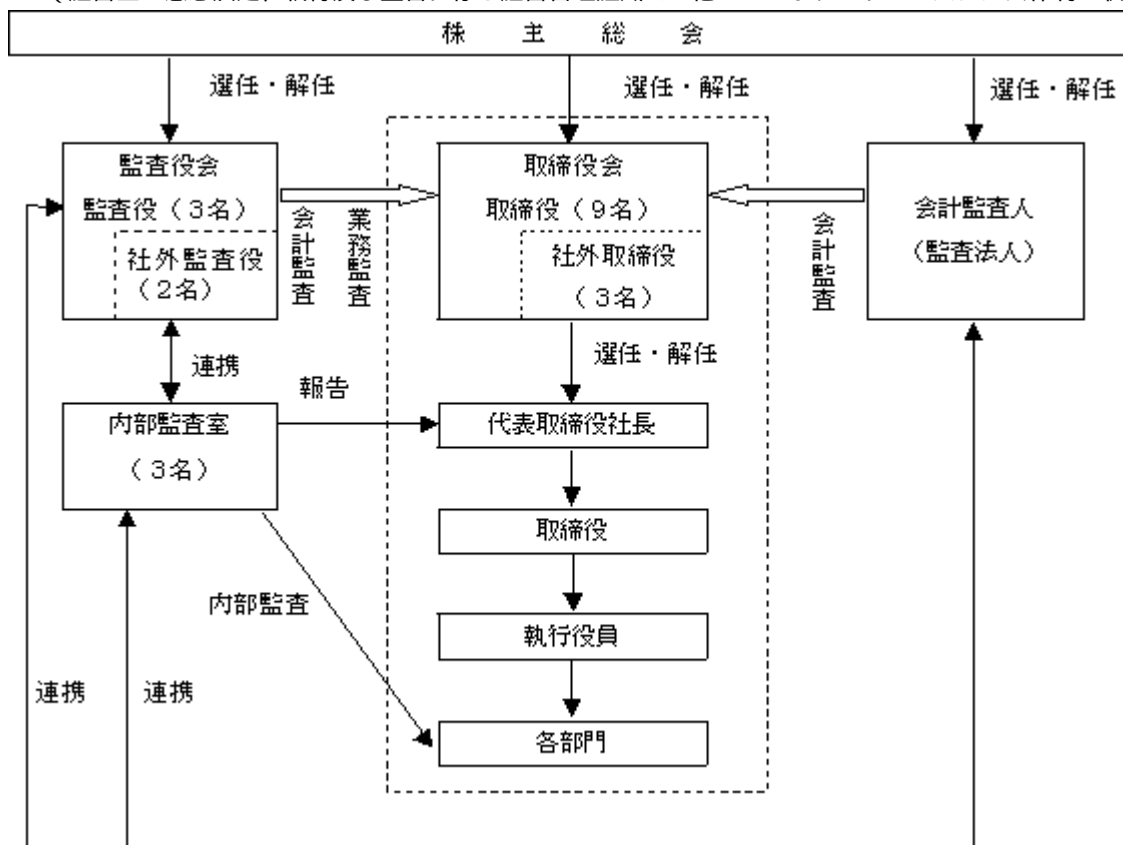 株主総会
選任・解任
選任・解任
選任・解任
監査役会
監査役（３名）
社外監査役
（２名）
会計監査
業務監査
取締役会
取締役（９名）
社外取締役
（３名）
会計監査
会計監査人
（監査法人）
連携
選任・解任
報告
内部監査室
（３名）
代表取締役社長
取締役
内部監査
執行役員
連携
連携
各部門